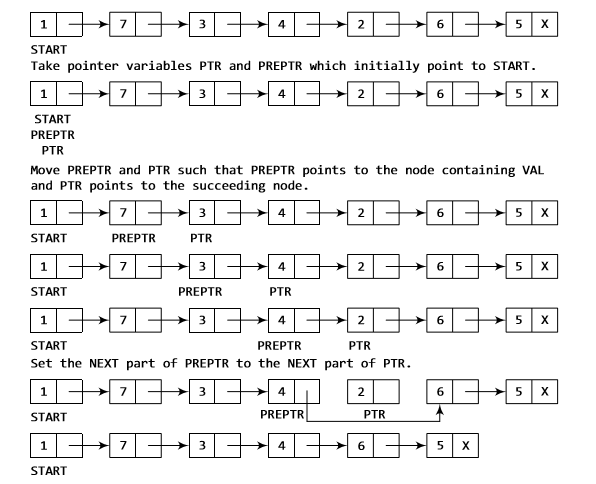 1 7 3 4 2 6 5 X
START
Take pointer variables PTR and PREPTR which initially point to START.
1 7 3 4 2 6 5 X
START
PREPTR
PTR
Move PREPTR and PTR such that PREPTR points to the node containing VAL
and PTR points to the succeeding node.
1 7 3 4 2 6 5 X
START PREPTR PTR
1 7 3 4 2 6 5 X
START PREPTR PTR
1 7 3 4 2 6 5 X
START PREPTR PTR
Set the NEXT part of PREPTR to the NEXT part of PTR.
1 7 3 4 2 6 5 X
START PREPTR PTR
1 7 3 4 6 5 X
START